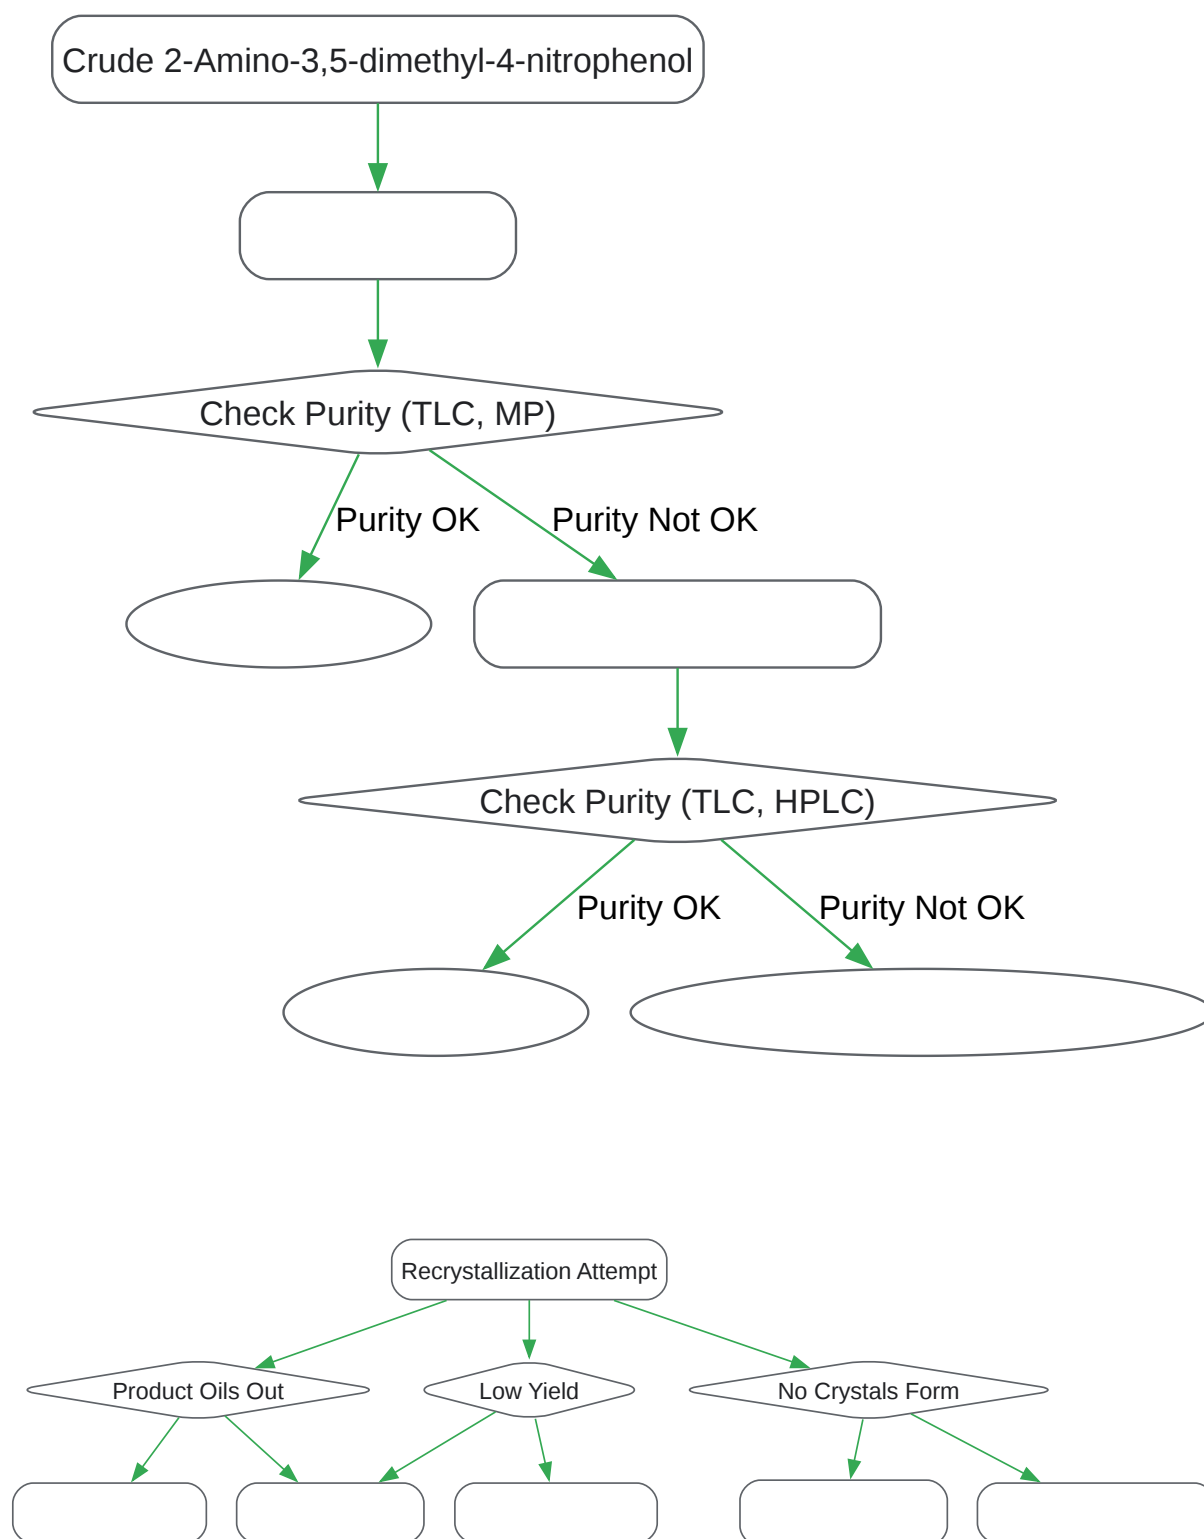 Crude 2-Amino-3,5-dimethyl-4-nitrophenol
Check Purity (TLC, MP)
Purity OK
Purity Not OK
Check Purity (TLC, HPLC)
Purity OK
Purity Not OK
Recrystallization Attempt
Product Oils Out
Low Yield
No Crystals Form